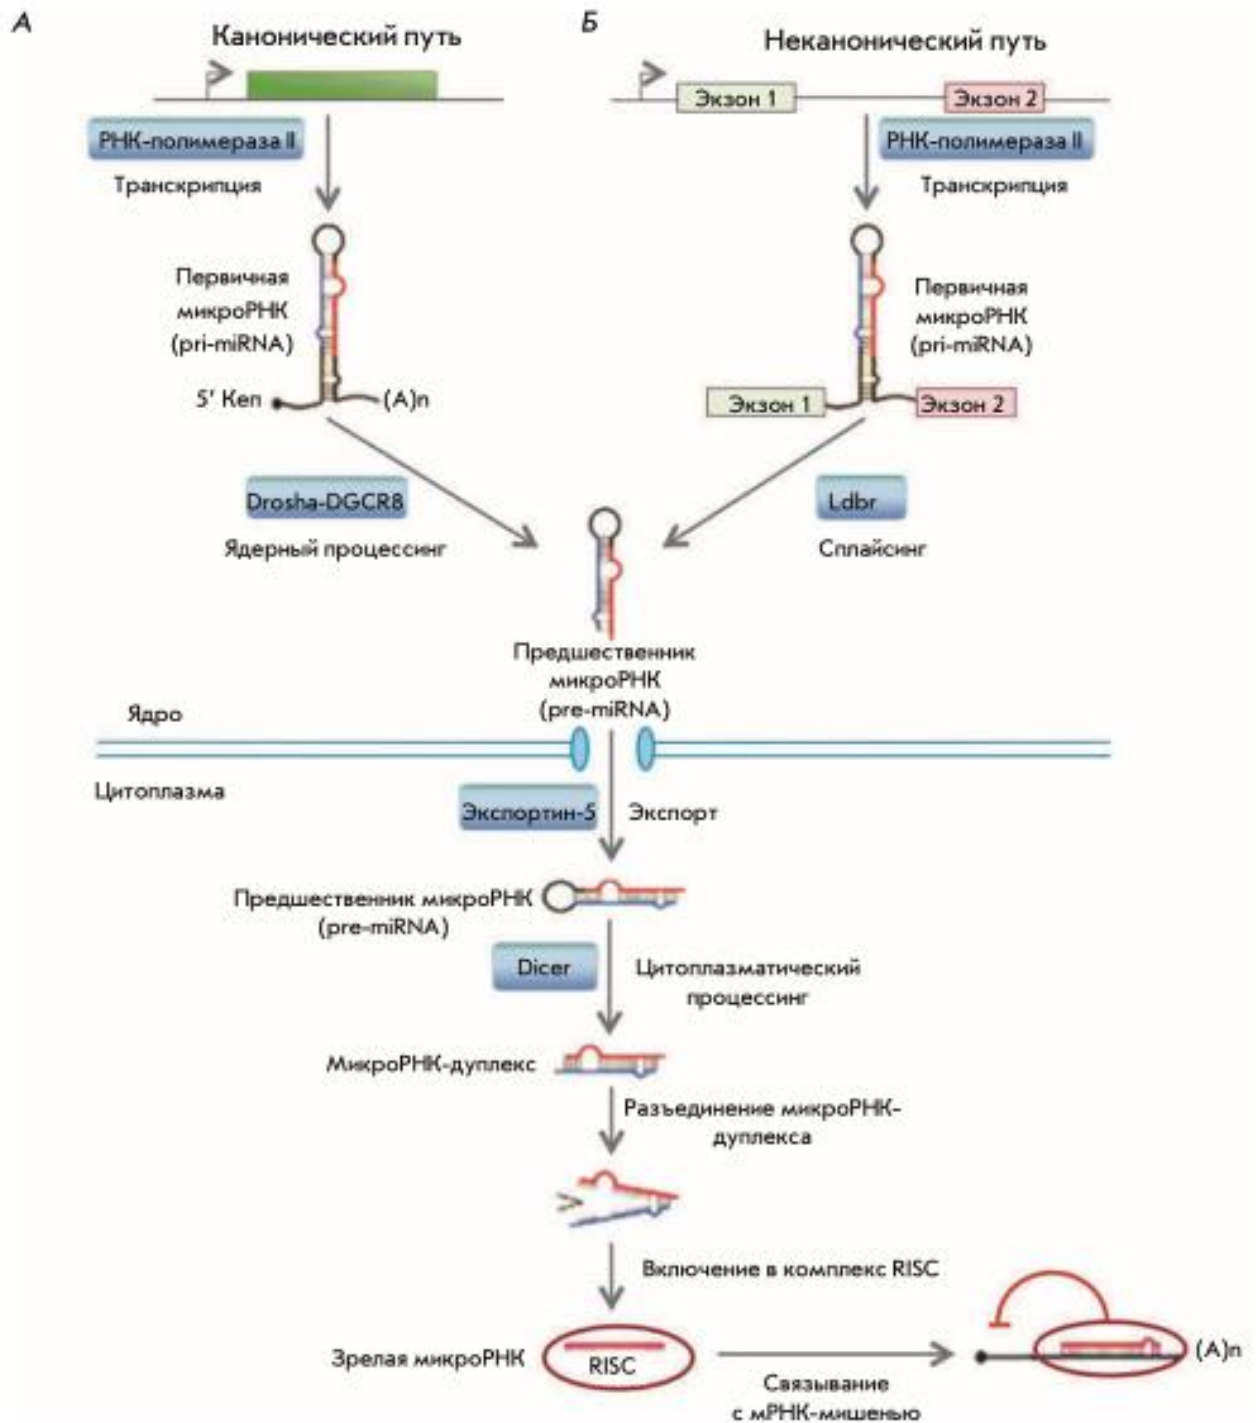 А
Канонический путь
РНК-полимераза II
Транскрипция
Первичная
микроРНК
(pri-miRNA)
5' Кеп
(A)n
Drosha-DGCR8
Ядерный процессинг
Б
Неканонический путь
Экзон 1
Экзон 2
РНК-полимераза II
Транскрипция
Первичная
микроРНК
(pri-miRNA)
Экзон 1
Экзон 2
Ldbr
Сплайсинг
Предшественник
микроРНК
(pre-miRNA)
Ядро
Цитоплазма
Экспортин-5
Экспорт
Предшественник микроРНК
(pre-miRNA)
Dicer
Цитоплазматический
процессинг
МикроРНК-дуплекс
Разъединение микроРНК-
дуплекса
Включение в комплекс RISC
Зрелая микроРНК
RISC
Связывание
с мРНК-мишенью
(A)n